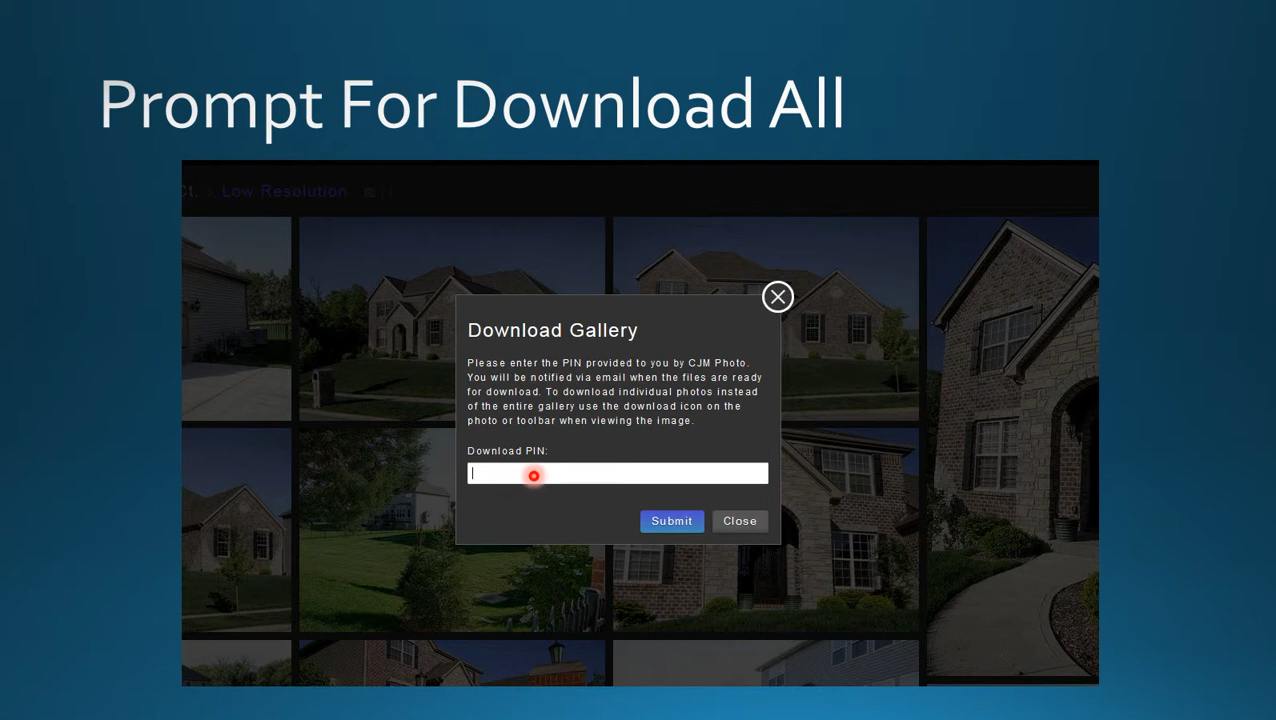 Prompt For Download All
Ct. > Low Resolution
Download Gallery
Please enter the PIN provided to you by CJM Photo.
You will be notified via email when the files are ready
for download. To download individual photos instead
of the entire gallery use the download icon on the
photo or toolbar when viewing the image.
Download PIN:
Submit Close